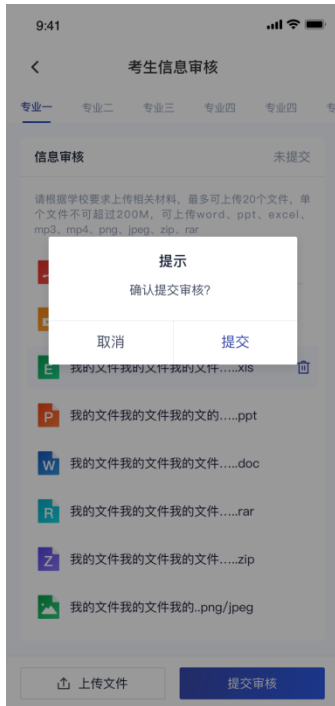 9:41
考生信息审核
专业一 专业二 专业三 专业四 专业四
信息审核 未提交
请根据学校要求上传相关材料，最多可上传20个文件，单
个文件不可超过200M，可上传word、ppt、excel、
mp3、mp4、png、jpeg、zip、rar
提示
确认提交审核?
取消 提交
E 我的文件我的文件我的文件.....xls
P 我的文件我的文件我的文的.....ppt
W 我的文件我的文件我的文件.....doc
R 我的文件我的文件我的文件.....rar
Z 我的文件我的文件我的文件.....zip
我的文件我的文件我的..png/jpeg
上传文件 提交审核